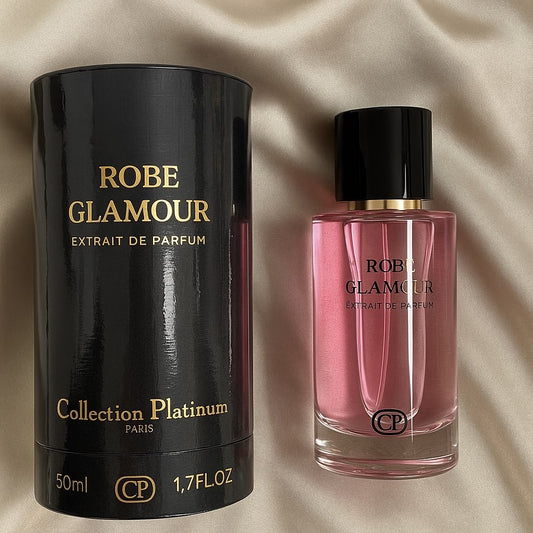 ROBE
GLAMOUR
EXTRAIT DE PARFUM
Collection Platinum
PARIS
50ml CP 1,7FL.OZ
ROBE
GLAMOUR
EXTRAIT DE PARFUM
CP